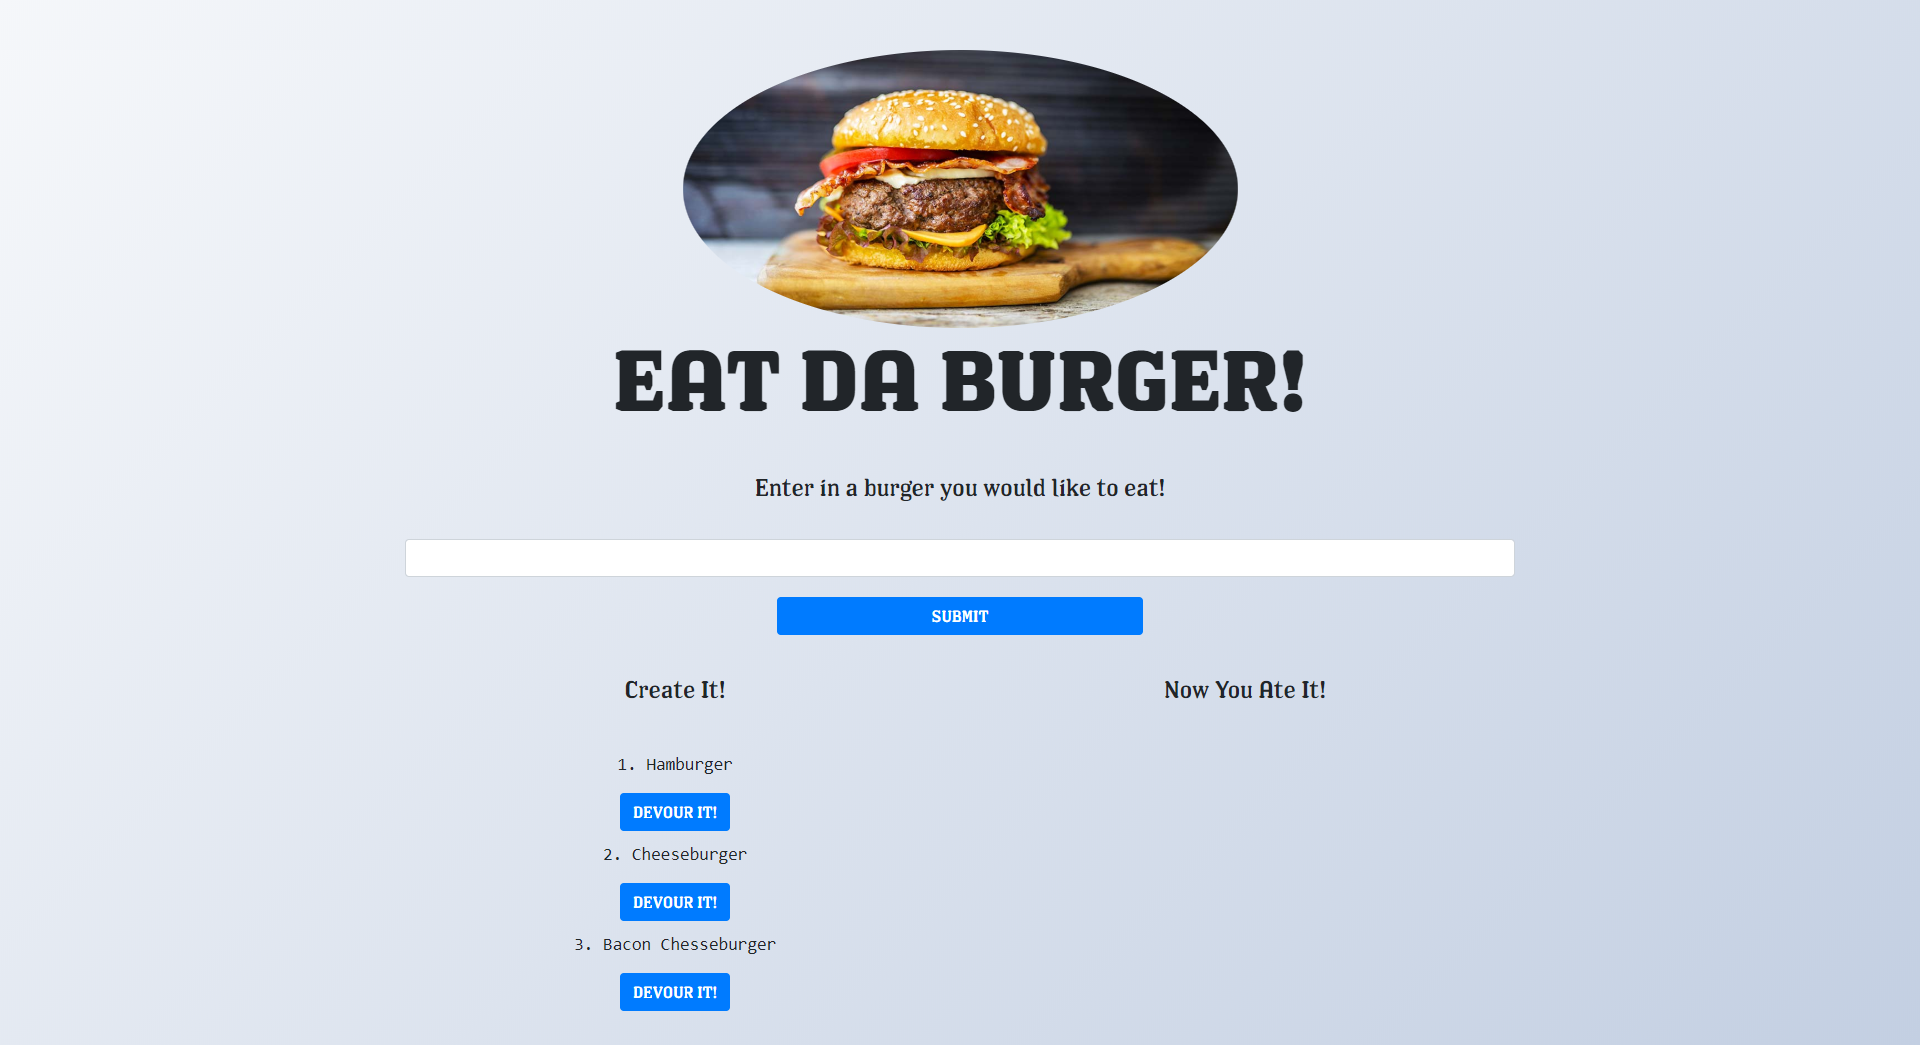 EAT DA BURGER!
Enter in a burger you would like to eat!
SUBMIT
Create It!
Now You Ate It!
1. Hamburger
DEVOUR IT!
2. Cheeseburger
DEVOUR IT!
3. Bacon Chesseburger
DEVOUR IT!